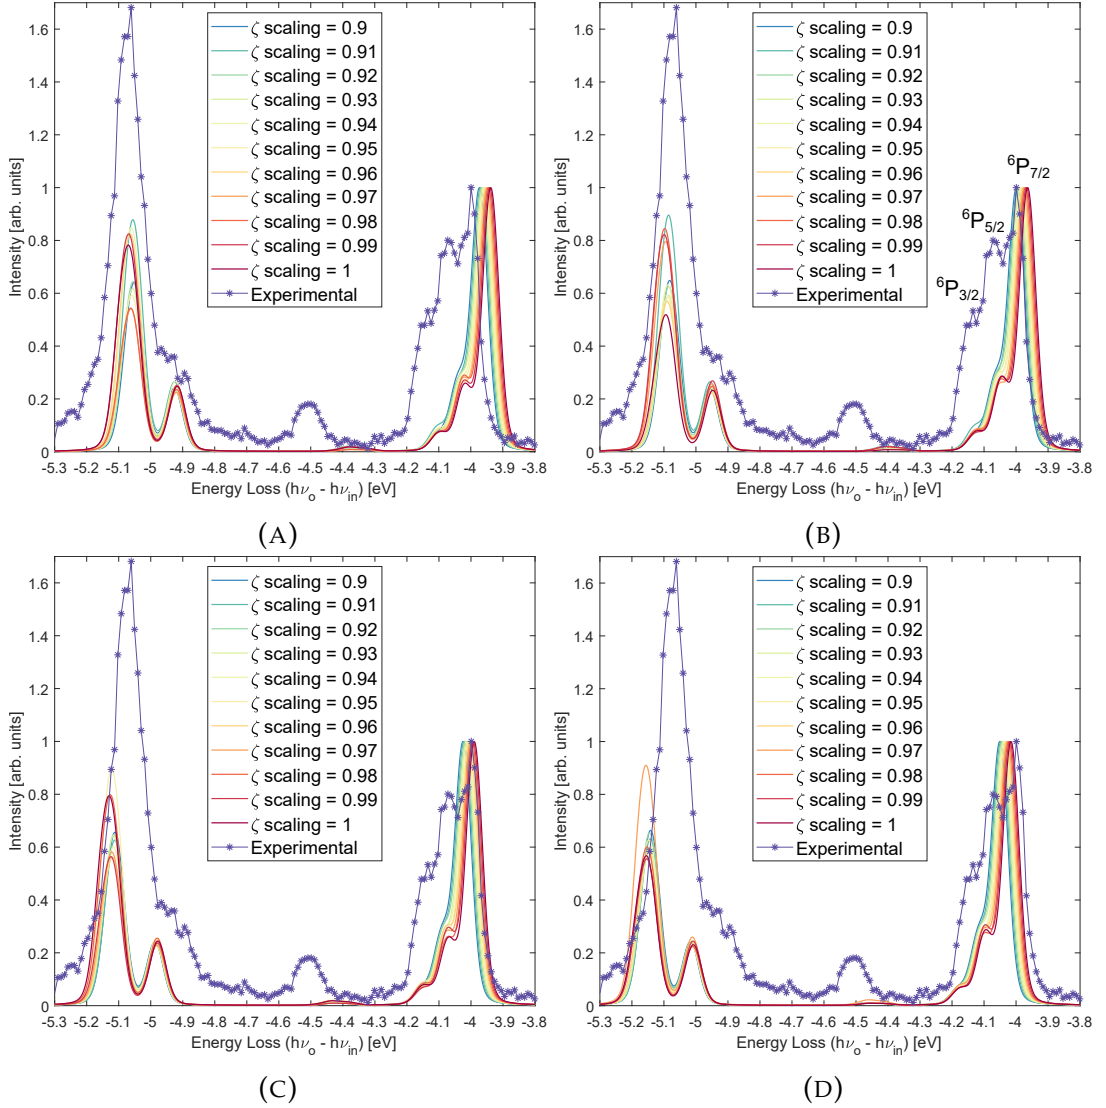 1.6
1.4
1.2
1
0.8
0.6
0.4
0.2
0
Intensity [arb. units]
ζ scaling = 0.9
ζ scaling = 0.91
ζ scaling = 0.92
ζ scaling = 0.93
ζ scaling = 0.94
ζ scaling = 0.95
ζ scaling = 0.96
ζ scaling = 0.97
ζ scaling = 0.98
ζ scaling = 0.99
ζ scaling = 1
Experimental
-5.3 -5.2 -5.1 -5 -4.9 -4.8 -4.7 -4.6 -4.5 -4.4 -4.3 -4.2 -4.1 -4 -3.9 -3.8
Energy Loss (hν_o - hν_in) [eV]
(A)
1.6
1.4
1.2
1
0.8
0.6
0.4
0.2
0
Intensity [arb. units]
ζ scaling = 0.9
ζ scaling = 0.91
ζ scaling = 0.92
ζ scaling = 0.93
ζ scaling = 0.94
ζ scaling = 0.95
ζ scaling = 0.96
ζ scaling = 0.97
ζ scaling = 0.98
ζ scaling = 0.99
ζ scaling = 1
Experimental
⁶P_7/2
⁶P_5/2
⁶P_3/2
-5.3 -5.2 -5.1 -5 -4.9 -4.8 -4.7 -4.6 -4.5 -4.4 -4.3 -4.2 -4.1 -4 -3.9 -3.8
Energy Loss (hν_o - hν_in) [eV]
(B)
1.6
1.4
1.2
1
0.8
0.6
0.4
0.2
0
Intensity [arb. units]
ζ scaling = 0.9
ζ scaling = 0.91
ζ scaling = 0.92
ζ scaling = 0.93
ζ scaling = 0.94
ζ scaling = 0.95
ζ scaling = 0.96
ζ scaling = 0.97
ζ scaling = 0.98
ζ scaling = 0.99
ζ scaling = 1
Experimental
-5.3 -5.2 -5.1 -5 -4.9 -4.8 -4.7 -4.6 -4.5 -4.4 -4.3 -4.2 -4.1 -4 -3.9 -3.8
Energy Loss (hν_o - hν_in) [eV]
(C)
1.6
1.4
1.2
1
0.8
0.6
0.4
0.2
0
Intensity [arb. units]
ζ scaling = 0.9
ζ scaling = 0.91
ζ scaling = 0.92
ζ scaling = 0.93
ζ scaling = 0.94
ζ scaling = 0.95
ζ scaling = 0.96
ζ scaling = 0.97
ζ scaling = 0.98
ζ scaling = 0.99
ζ scaling = 1
Experimental
-5.3 -5.2 -5.1 -5 -4.9 -4.8 -4.7 -4.6 -4.5 -4.4 -4.3 -4.2 -4.1 -4 -3.9 -3.8
Energy Loss (hν_o - hν_in) [eV]
(D)